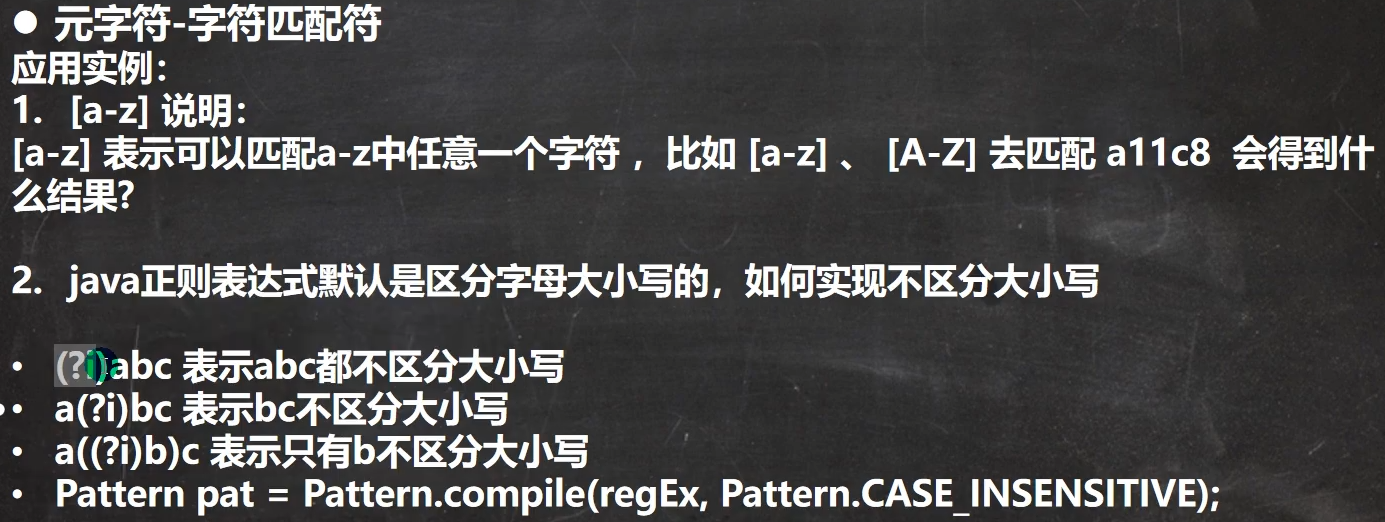 ● 元字符-字符匹配符
应用实例：
1. [a-z] 说明：
[a-z] 表示可以匹配a-z中任意一个字符， 比如 [a-z] 、 [A-Z] 去匹配 a11c8 会得到什
么结果?
2. java正则表达式默认是区分字母大小写的，如何实现不区分大小写
• (?i)abc 表示abc都不区分大小写
• a(?i)bc 表示bc不区分大小写
• a((?i)b)c 表示只有b不区分大小写
• Pattern pat = Pattern.compile(regEx, Pattern.CASE_INSENSITIVE);